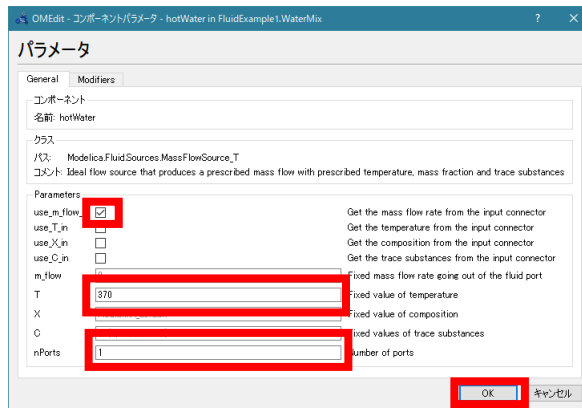 OMEdit - コンポーネントパラメータ - hotWater in FluidExample1.WaterMix
パラメータ
General Modifiers
コンポーネント
名前: hotWater
クラス
パス: Modelica.Fluid.Sources.MassFlowSource_T
コメント: Ideal flow source that produces a prescribed mass flow with prescribed temperature, mass fraction and trace substances
Parameters
use_m_flow_ Get the mass flow rate from the input connector
use_T_in Get the temperature from the input connector
use_X_in Get the composition from the input connector
use_C_in Get the trace substances from the input connector
m_flow Fixed mass flow rate going out of the fluid port
T 370 Fixed value of temperature
X Fixed value of composition
C Fixed values of trace substances
nPorts 1 Number of ports
OK キャンセル